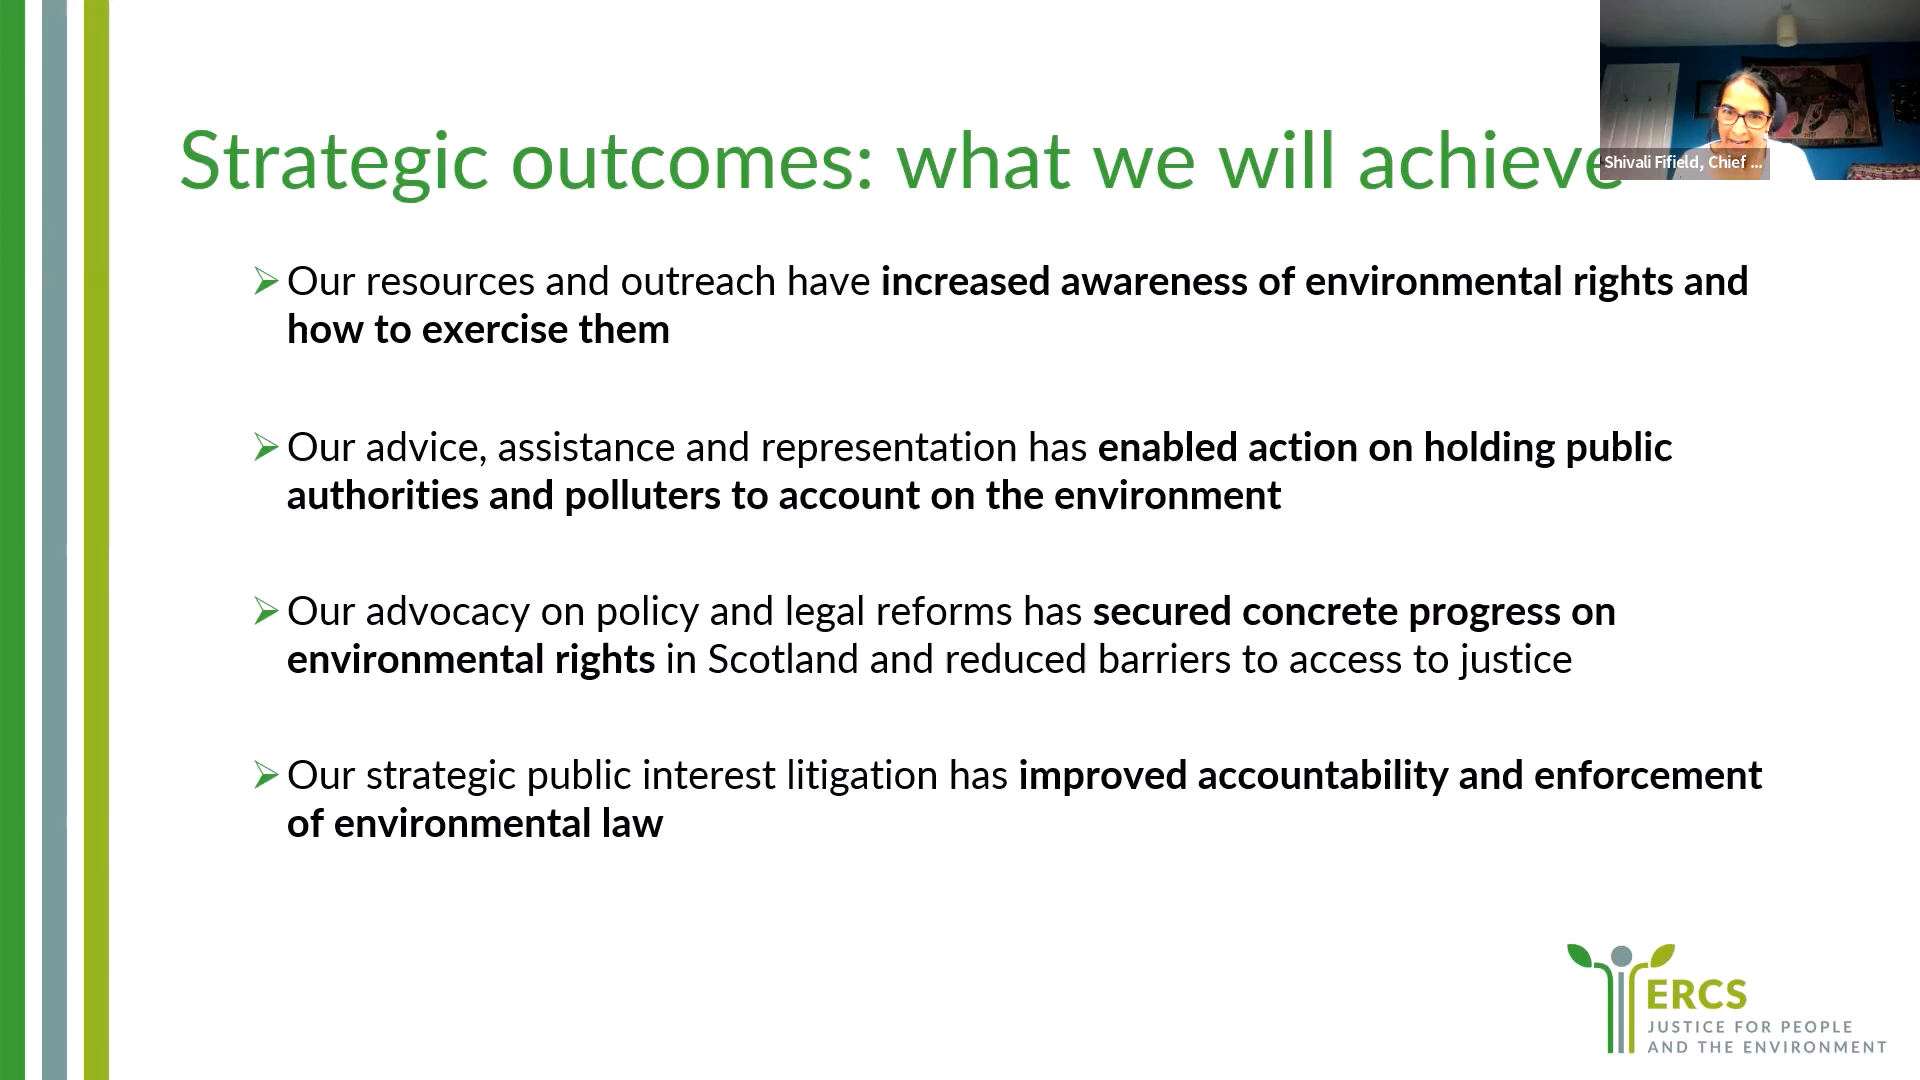 Strategic outcomes: what we will achieve
Shivali Fifield, Chief ...
Our resources and outreach have increased awareness of environmental rights and
how to exercise them
Our advice, assistance and representation has enabled action on holding public
authorities and polluters to account on the environment
Our advocacy on policy and legal reforms has secured concrete progress on
environmental rights in Scotland and reduced barriers to access to justice
Our strategic public interest litigation has improved accountability and enforcement
of environmental law
ERCS
JUSTICE FOR PEOPLE
AND THE ENVIRONMENT